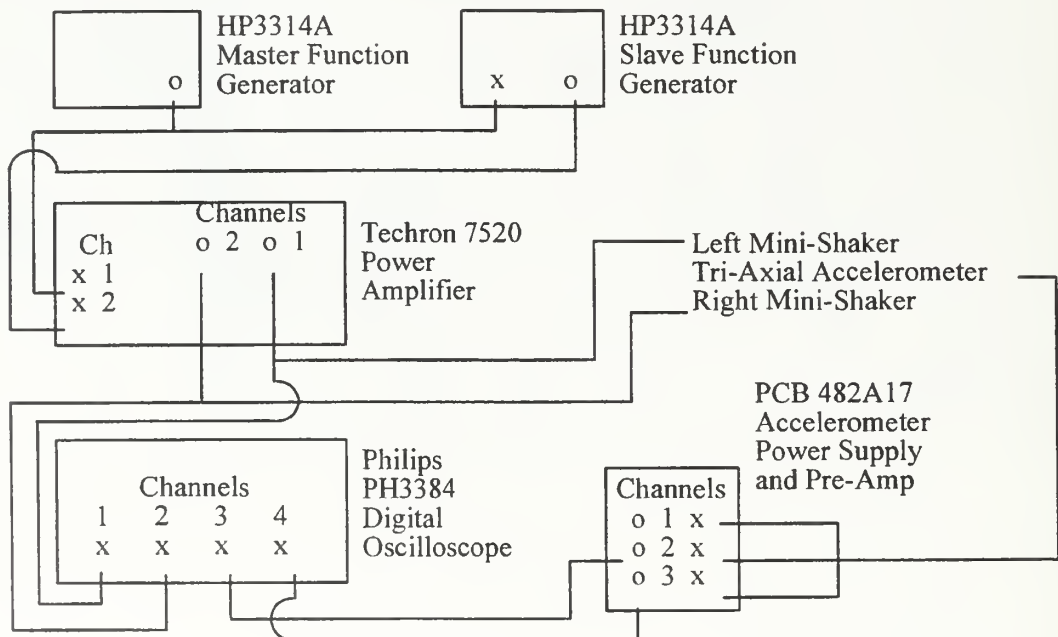 HP3314A
Master Function
Generator
o
HP3314A
Slave Function
Generator
x o
Channels
o 2 o 1
Ch
x 1
x 2
Techron 7520
Power
Amplifier
Left Mini-Shaker
Tri-Axial Accelerometer
Right Mini-Shaker
PCB 482A17
Accelerometer
Power Supply
and Pre-Amp
Channels
1 2 3 4
x x x x
Philips
PH3384
Digital
Oscilloscope
Channels
o 1 x
o 2 x
o 3 x